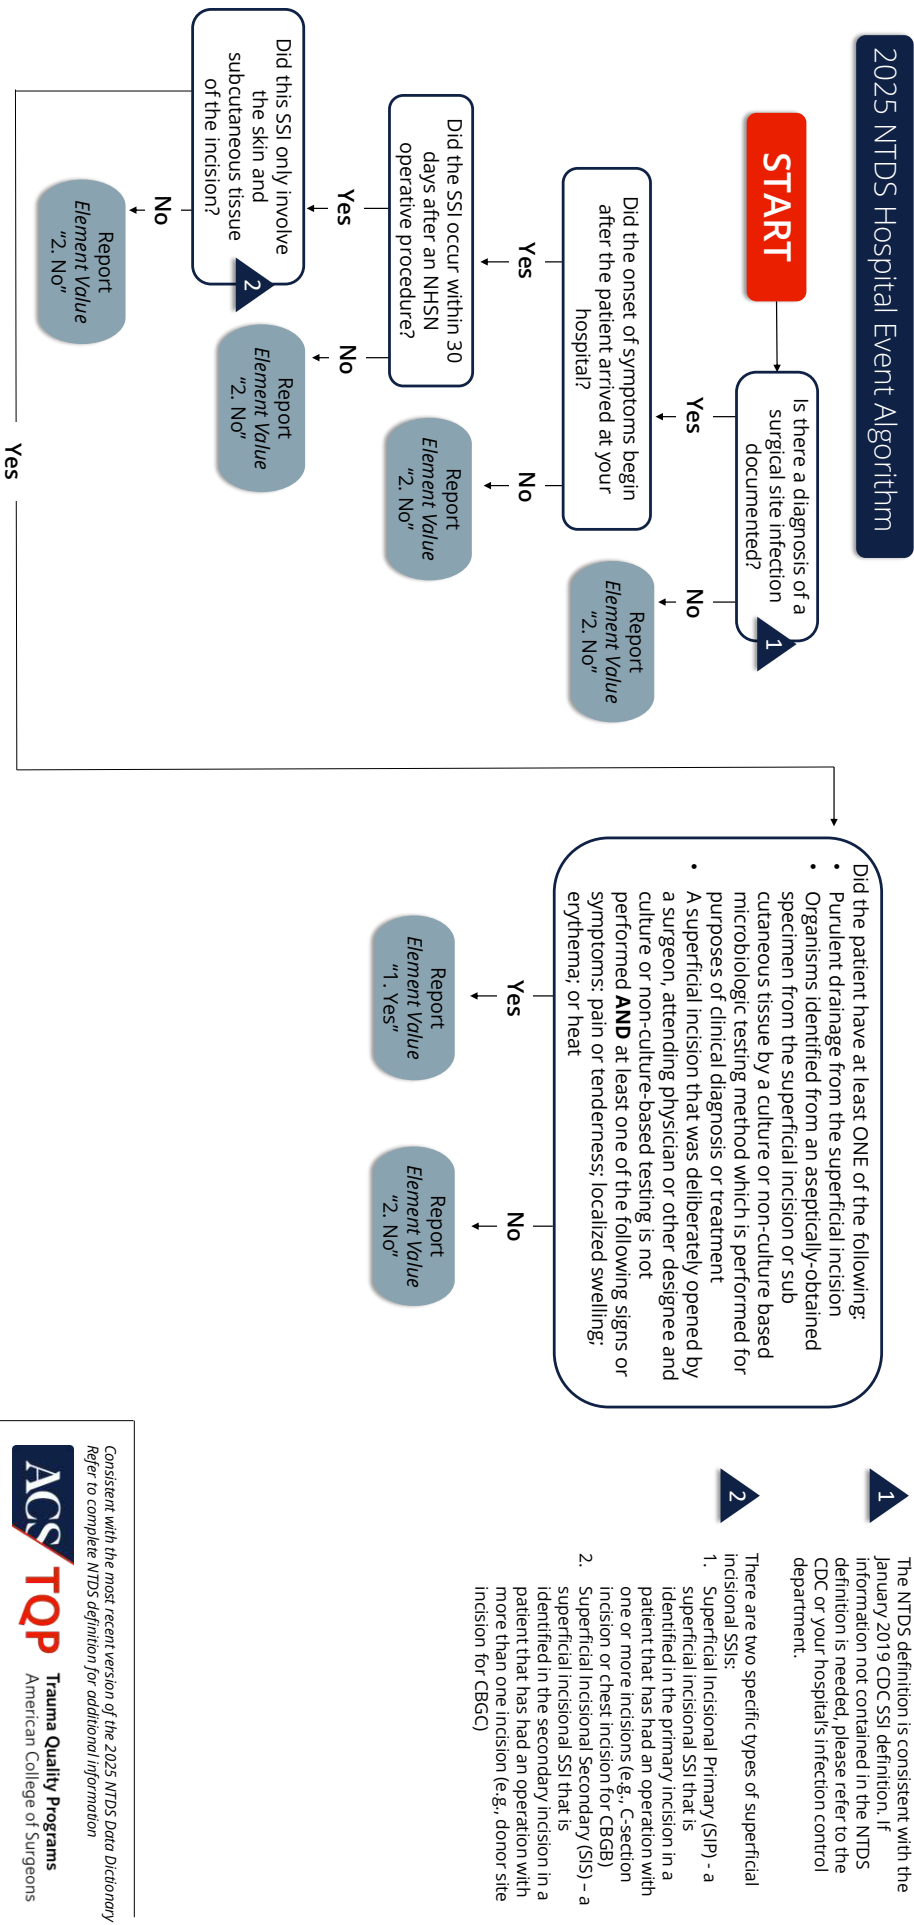 2025 NTDS Hospital Event Algorithm
START
Is there a diagnosis of a
surgical site infection
documented?
1
Yes
No
Report
Element Value
“2. No”
Did the onset of symptoms begin
after the patient arrived at your
hospital?
Yes
No
Report
Element Value
“2. No”
Did the SSI occur within 30
days after an NHSN
operative procedure?
Yes
No
Report
Element Value
“2. No”
Did this SSI only involve
the skin and
subcutaneous tissue
of the incision?
2
No
Report
Element Value
“2. No”
Yes
Did the patient have at least ONE of the following:
• Purulent drainage from the superficial incision
• Organisms identified from an aseptically-obtained
specimen from the superficial incision or sub
cutaneous tissue by a culture or non-culture based
microbiologic testing method which is performed for
purposes of clinical diagnosis or treatment
• A superficial incision that was deliberately opened by
a surgeon, attending physician or other designee and
culture or non-culture-based testing is not
performed AND at least one of the following signs or
symptoms: pain or tenderness; localized swelling;
erythema; or heat
Yes
No
Report
Element Value
“1. Yes”
Report
Element Value
“2. No”
1
The NTDS definition is consistent with the
January 2019 CDC SSI definition. If
information not contained in the NTDS
definition is needed, please refer to the
CDC or your hospital’s infection control
department.
2
There are two specific types of superficial
incisional SSIs:
1. Superficial Incisional Primary (SIP) - a
superficial incisional SSI that is
identified in the primary incision in a
patient that has had an operation with
one or more incisions (e.g., C-section
incision or chest incision for CBGB)
2. Superficial Incisional Secondary (SIS) – a
superficial incisional SSI that is
identified in the secondary incision in a
patient that has had an operation with
more than one incision (e.g., donor site
incision for CBGC)
Consistent with the most recent version of the 2025 NTDS Data Dictionary
Refer to complete NTDS definition for additional information
ACS TQP
Trauma Quality Programs
American College of Surgeons